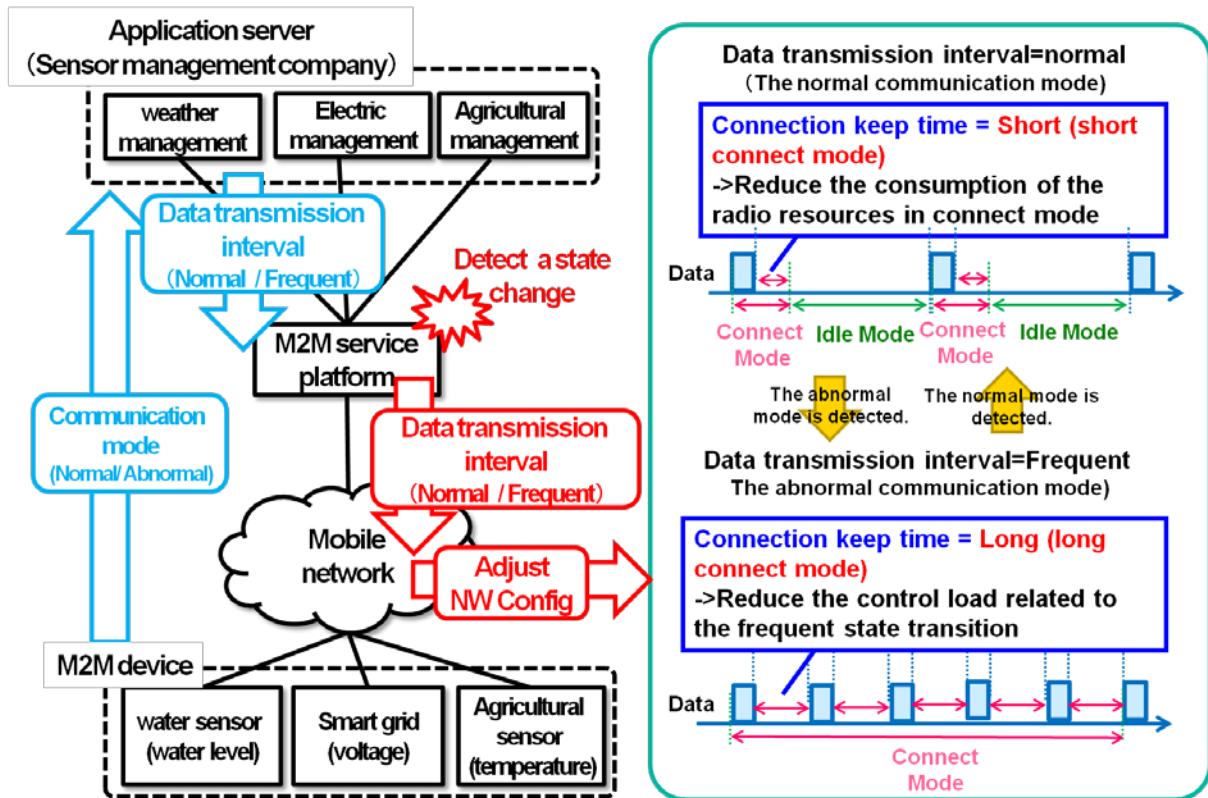 Application server
(Sensor management company)
weather
management
Electric
management
Agricultural
management
Data transmission
interval
(Normal / Frequent)
Detect a state
change
M2M service
platform
Communication
mode
(Normal/ Abnormal)
Data transmission
interval
(Normal / Frequent)
Mobile
network
Adjust
NW Config
M2M device
water sensor
(water level)
Smart grid
(voltage)
Agricultural
sensor
(temperature)
Data transmission interval=normal
(The normal communication mode)
Connection keep time = Short (short
connect mode)
->Reduce the consumption of the
radio resources in connect mode
Data
Connect
Mode
Idle Mode
Connect
Mode
Idle Mode
The abnormal
mode is detected.
The normal mode is
detected.
Data transmission interval=Frequent
The abnormal communication mode)
Connection keep time = Long (long
connect mode)
->Reduce the control load related to
the frequent state transition
Data
Connect
Mode